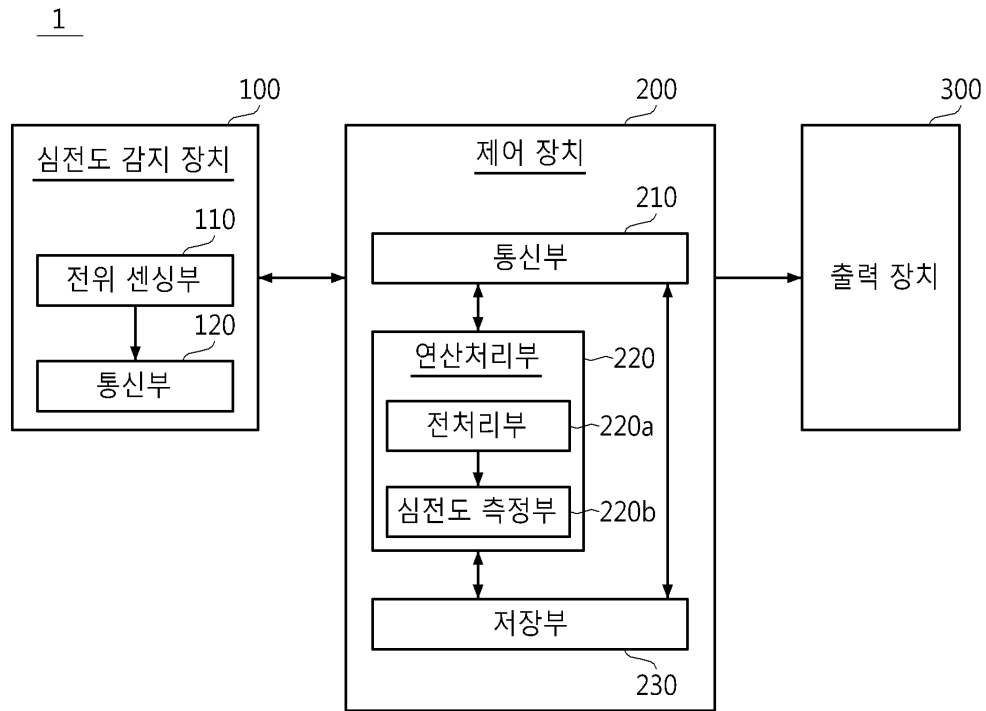 1
100
심전도 감지 장치
110
전위 센싱부
120
통신부
200
제어 장치
210
통신부
연산처리부
220
전처리부
220a
심전도 측정부
220b
저장부
230
300
출력 장치